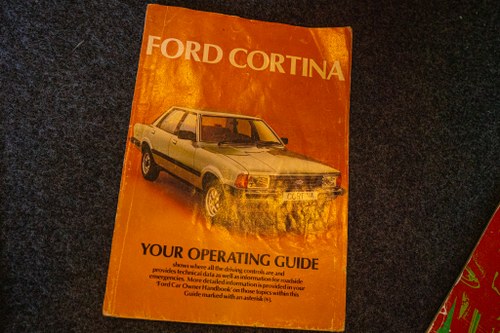 FORD CORTINA
YOUR OPERATING GUIDE
shows where all the driving controls are and
provides technical data as well as information for roadside
emergencies. More detailed information is provided in your
'Ford Car Owner Handbook' on those topics within this
Guide marked with an asterisk (*).